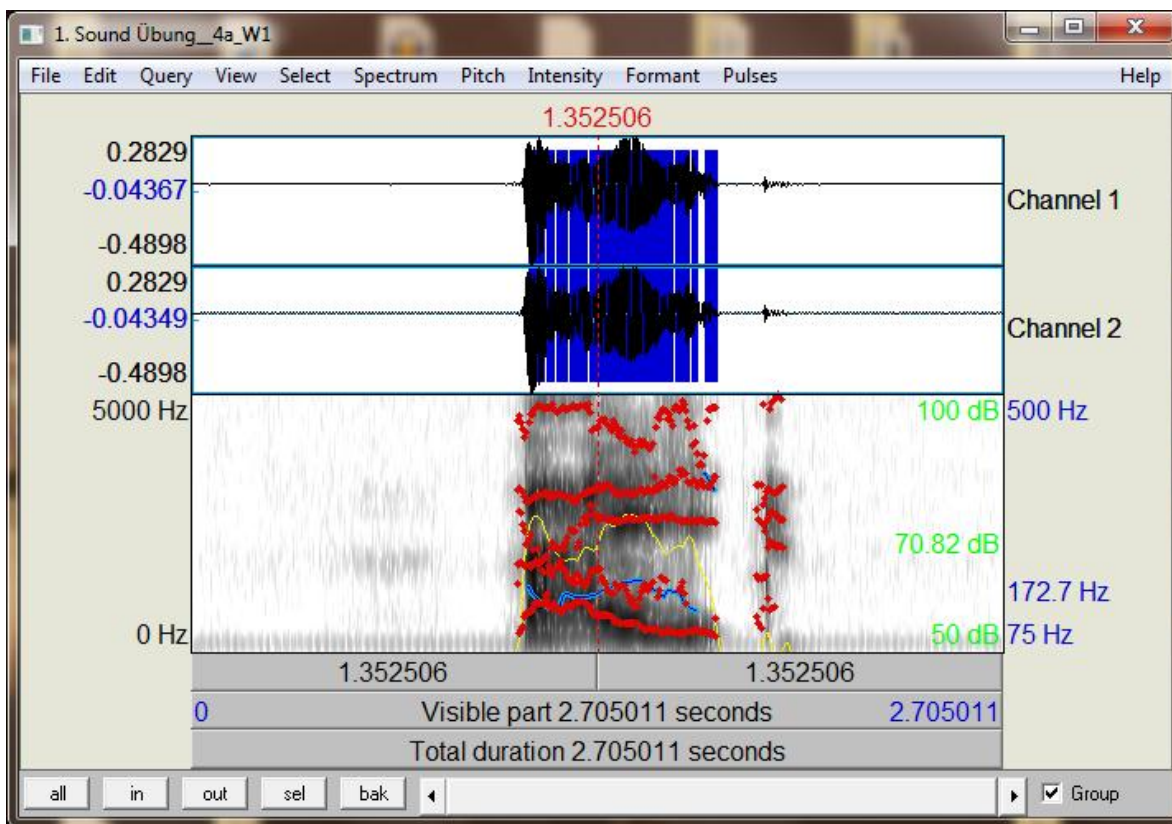 1. Sound Übung__4a_W1
File Edit Query View Select Spectrum Pitch Intensity Formant Pulses Help
1.352506
0.2829
-0.04367
-0.4898
Channel 1
0.2829
-0.04349
-0.4898
Channel 2
5000 Hz 100 dB 500 Hz
70.82 dB
172.7 Hz
0 Hz 50 dB 75 Hz
1.352506 1.352506
0 Visible part 2.705011 seconds 2.705011
Total duration 2.705011 seconds
all in out sel bak Group